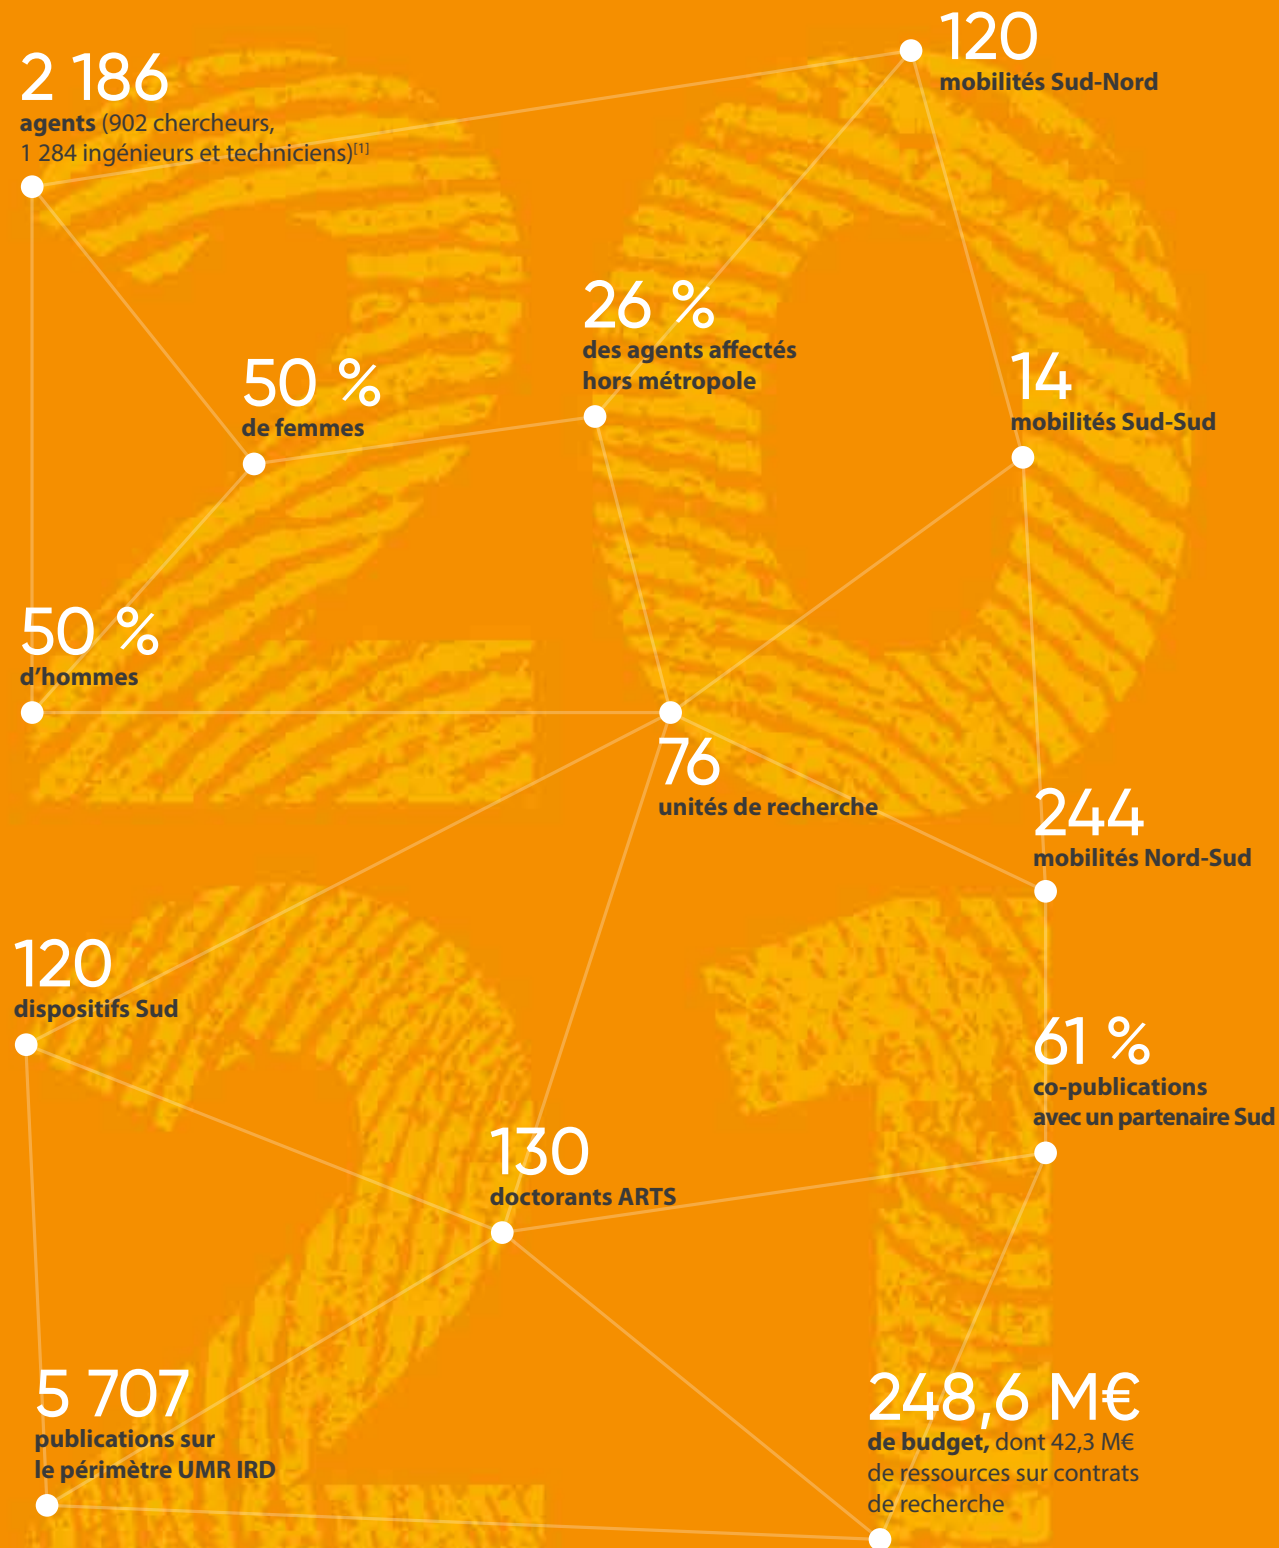 2 186
agents (902 chercheurs,
1 284 ingénieurs et techniciens)[1]
120
mobilités Sud-Nord
26 %
des agents affectés
hors métropole
50 %
de femmes
14
mobilités Sud-Sud
50 %
d'hommes
76
unités de recherche
244
mobilités Nord-Sud
120
dispositifs Sud
61 %
co-publications
avec un partenaire Sud
130
doctorants ARTS
5 707
publications sur
le périmètre UMR IRD
248,6 M€
de budget, dont 42,3 M€
de ressources sur contrats
de recherche
2021